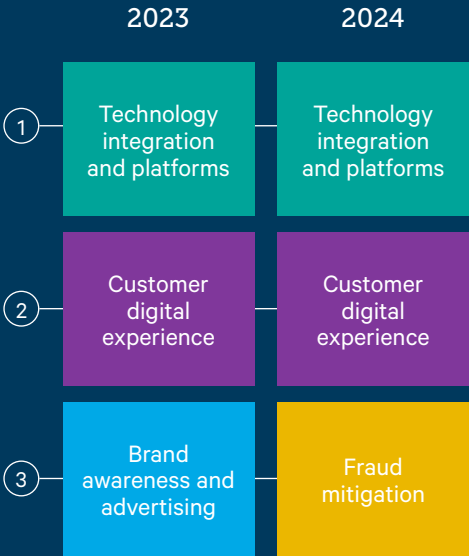 2023
2024
1
Technology
integration
and platforms
Technology
integration
and platforms
2
Customer
digital
experience
Customer
digital
experience
3
Brand
awareness and
advertising
Fraud
mitigation